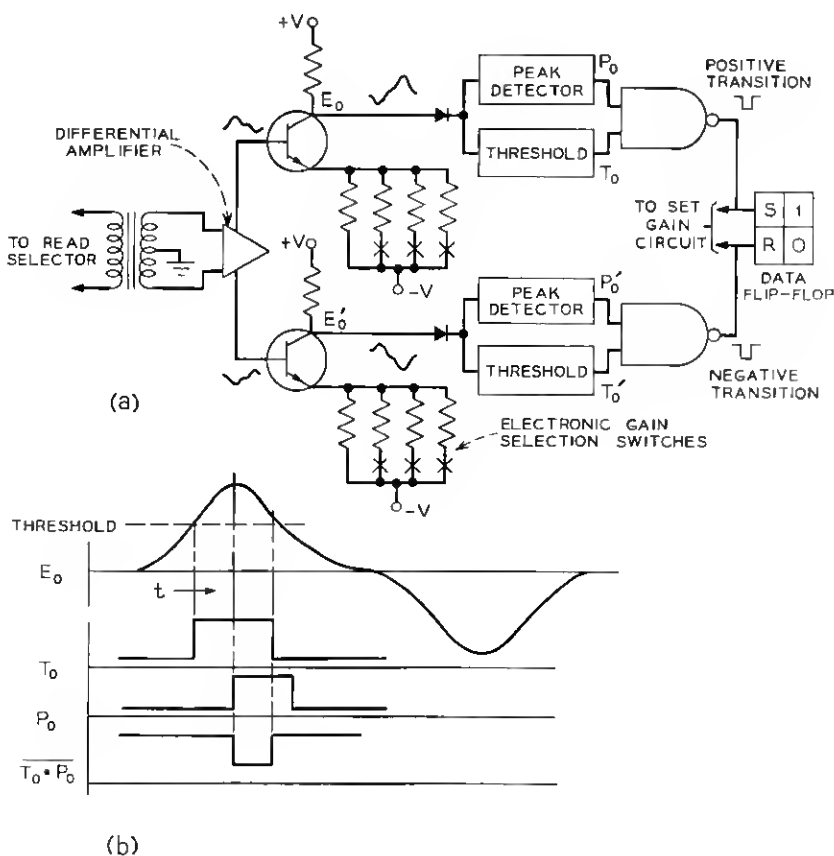 +V
E₀
DIFFERENTIAL
AMPLIFIER
TO READ
SELECTOR
PEAK
DETECTOR
P₀
THRESHOLD
T₀
POSITIVE
TRANSITION
TO SET
GAIN
CIRCUIT
S 1
R 0
DATA
FLIP-FLOP
-V
+V
E₀'
PEAK
DETECTOR
P₀'
THRESHOLD
T₀'
NEGATIVE
TRANSITION
ELECTRONIC GAIN
SELECTION SWITCHES
-V
(a)
THRESHOLD
E₀
t
T₀
P₀
T₀•P₀
(b)